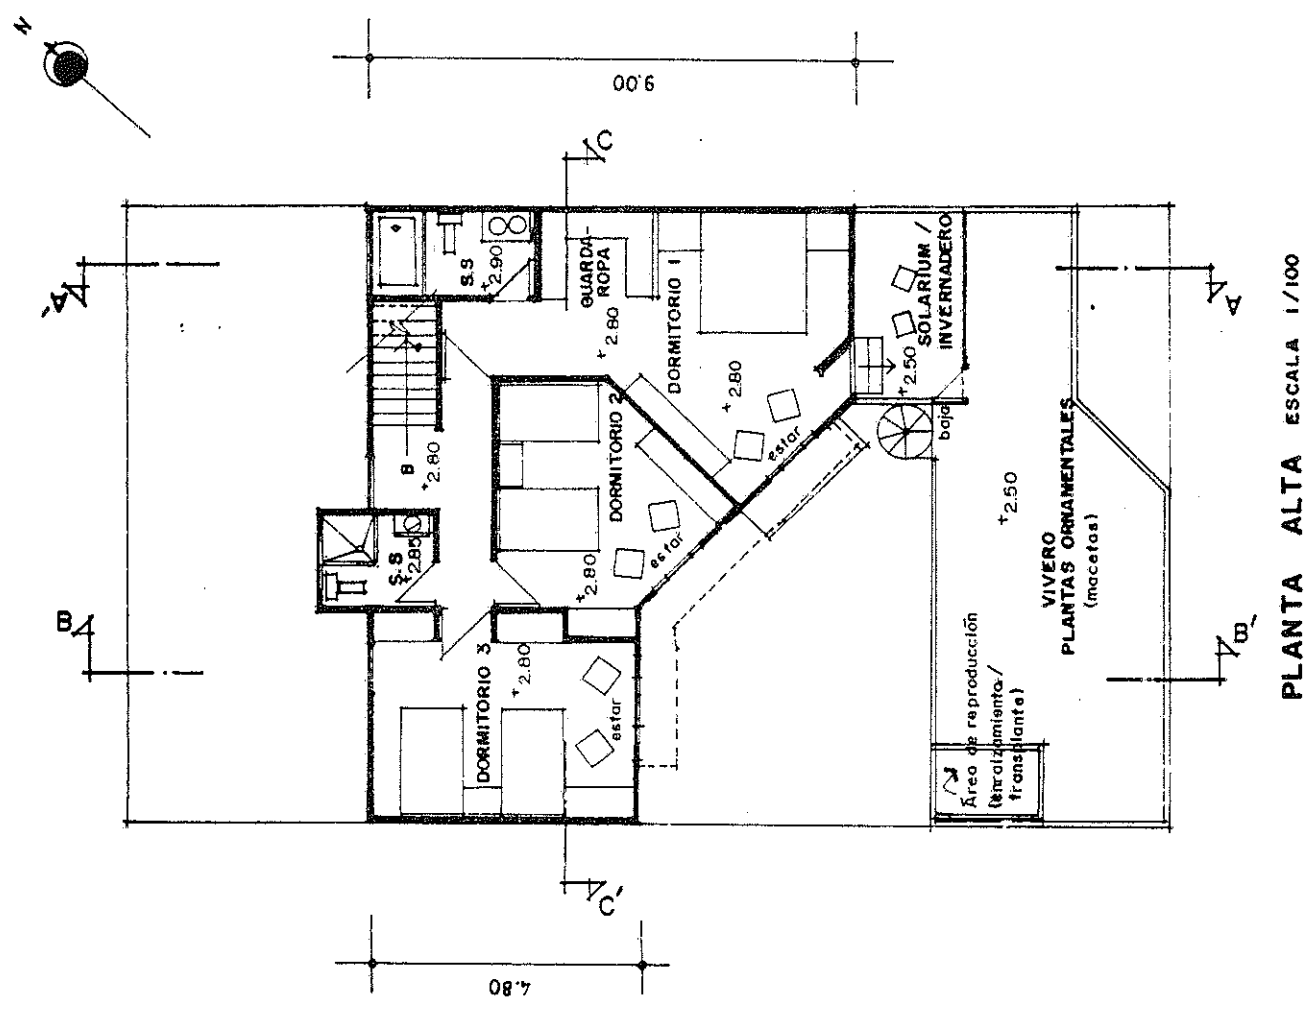 N
9.00
C
A'
A
S.S
+2.90
GUARDA-
ROPA
+2.80
DORMITORIO 1
+2.80
estar
SOLARIUM /
INVERNADERO
+2.50
baja
B
+2.80
DORMITORIO 2
+2.80
estar
S.S
+2.85
VIVERO
PLANTAS ORNAMENTALES
(macetas)
+2.50
B
B'
DORMITORIO 3
+2.80
estar
Área de reproducción
(enraizamiento/
transplante)
C'
4.80
PLANTA ALTA ESCALA 1/100